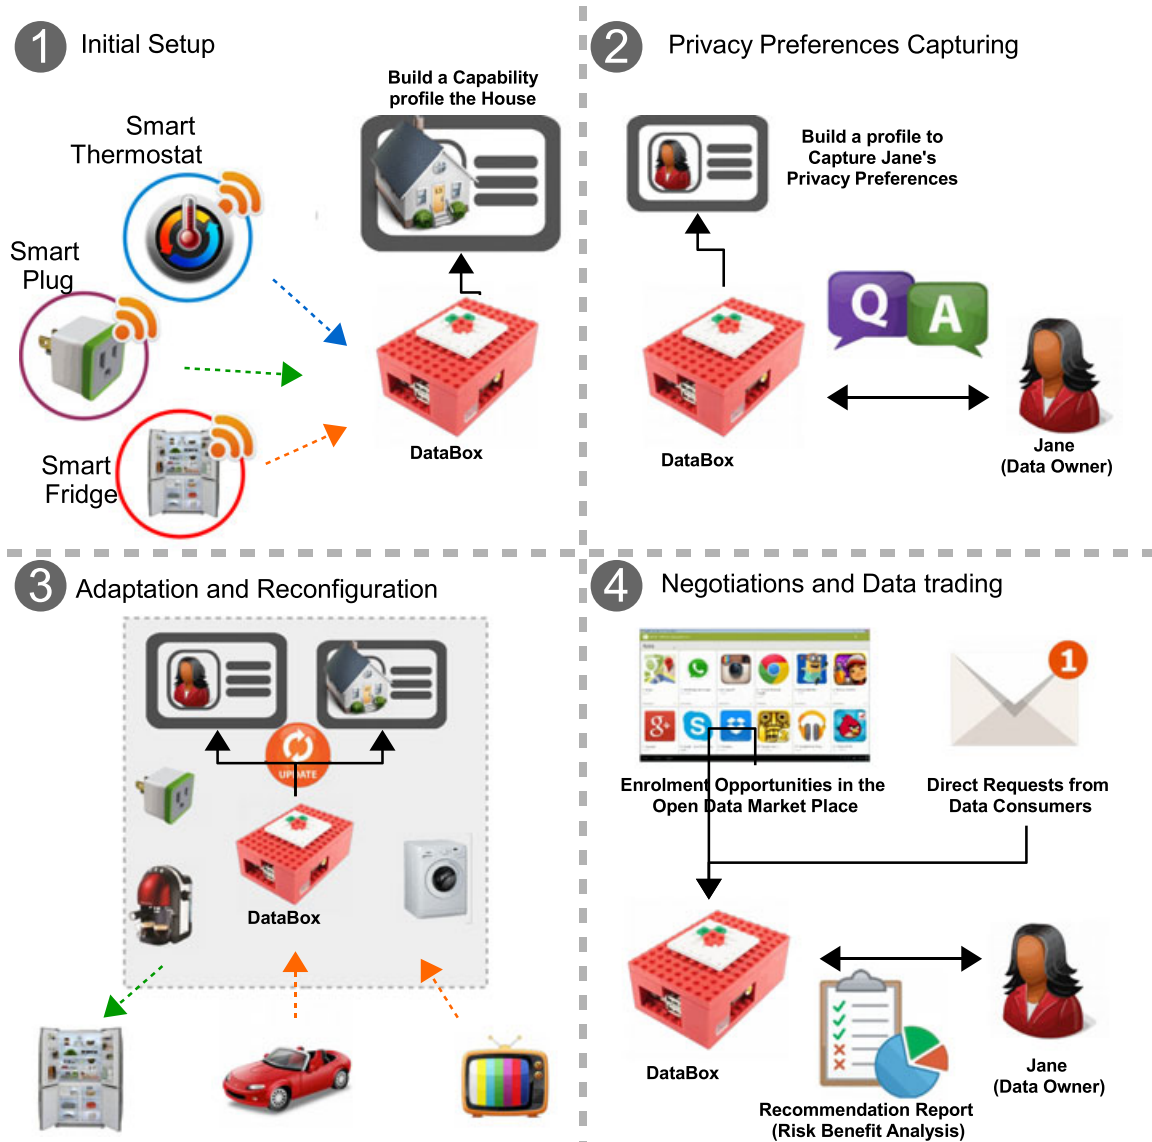 1 Initial Setup
Build a Capability
profile the House
Smart
Thermostat
Smart
Plug
Smart
Fridge
DataBox
2 Privacy Preferences Capturing
Build a profile to
Capture Jane's
Privacy Preferences
Q A
DataBox
Jane
(Data Owner)
3 Adaptation and Reconfiguration
UPDATE
DataBox
4 Negotiations and Data trading
1
Enrolment Opportunities in the
Open Data Market Place
Direct Requests from
Data Consumers
DataBox
Jane
(Data Owner)
Recommendation Report
(Risk Benefit Analysis)